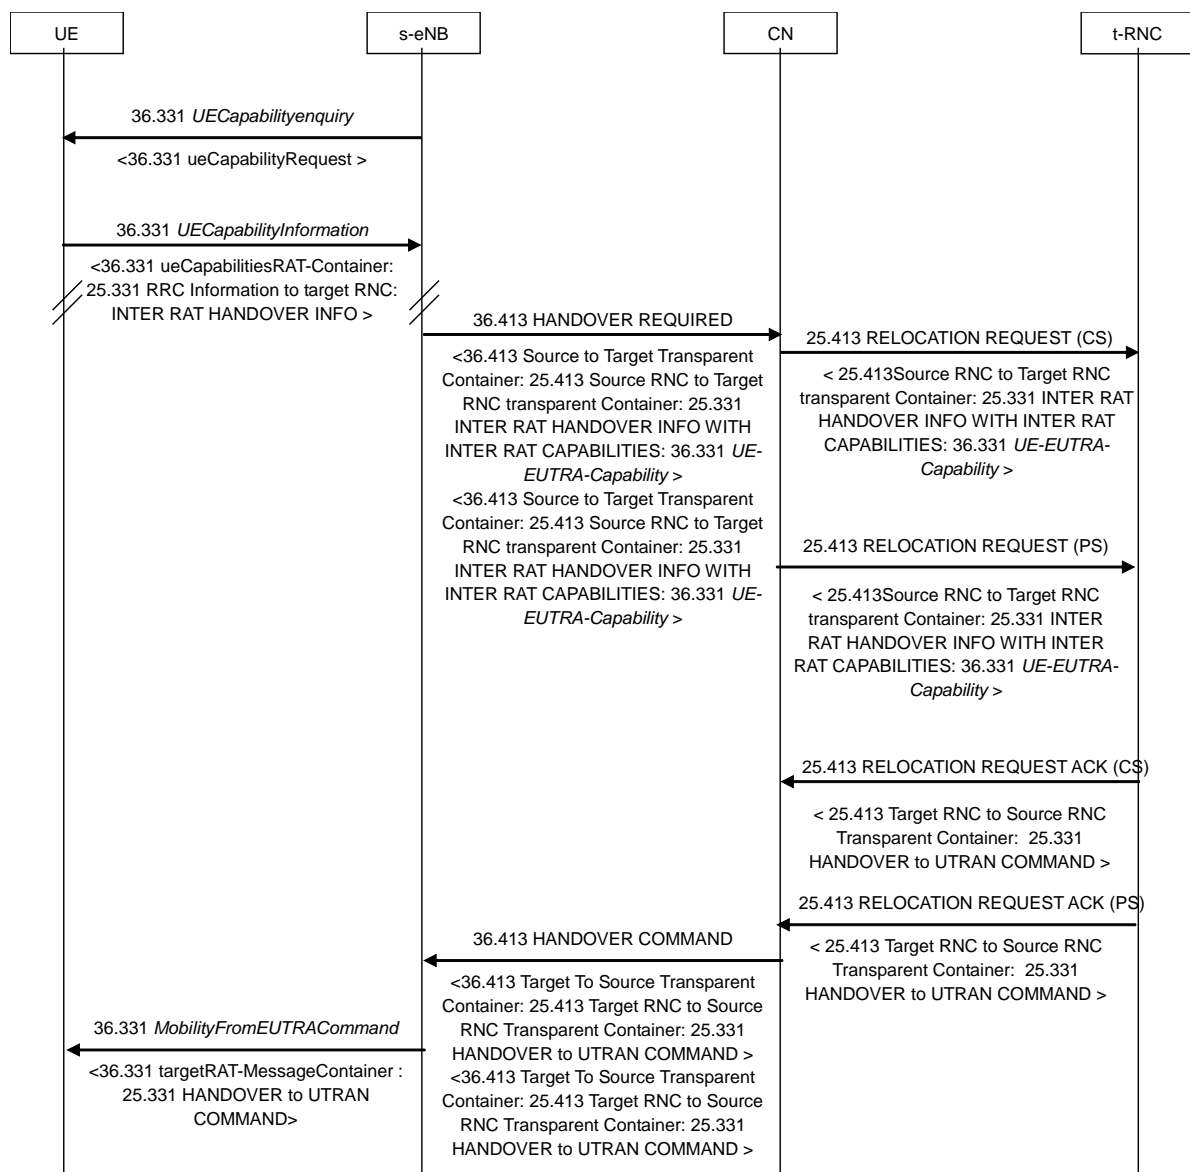 UE
s-eNB
CN
t-RNC
36.331 UECapabilityenquiry
<36.331 ueCapabilityRequest >
36.331 UECapabilityInformation
<36.331 ueCapabilitiesRAT-Container:
25.331 RRC Information to target RNC:
INTER RAT HANDOVER INFO >
36.413 HANDOVER REQUIRED
<36.413 Source to Target Transparent
Container: 25.413 Source RNC to Target
RNC transparent Container: 25.331
INTER RAT HANDOVER INFO WITH
INTER RAT CAPABILITIES: 36.331 UE-
EUTRA-Capability >
<36.413 Source to Target Transparent
Container: 25.413 Source RNC to Target
RNC transparent Container: 25.331
INTER RAT HANDOVER INFO WITH
INTER RAT CAPABILITIES: 36.331 UE-
EUTRA-Capability >
25.413 RELOCATION REQUEST (CS)
< 25.413Source RNC to Target RNC
transparent Container: 25.331 INTER RAT
HANDOVER INFO WITH INTER RAT
CAPABILITIES: 36.331 UE-EUTRA-
Capability >
25.413 RELOCATION REQUEST (PS)
< 25.413Source RNC to Target RNC
transparent Container: 25.331 INTER
RAT HANDOVER INFO WITH INTER
RAT CAPABILITIES: 36.331 UE-EUTRA-
Capability >
25.413 RELOCATION REQUEST ACK (CS)
< 25.413 Target RNC to Source RNC
Transparent Container:  25.331
HANDOVER to UTRAN COMMAND >
25.413 RELOCATION REQUEST ACK (PS)
< 25.413 Target RNC to Source RNC
Transparent Container:  25.331
HANDOVER to UTRAN COMMAND >
36.413 HANDOVER COMMAND
<36.413 Target To Source Transparent
Container: 25.413 Target RNC to Source
RNC Transparent Container: 25.331
HANDOVER to UTRAN COMMAND >
<36.413 Target To Source Transparent
Container: 25.413 Target RNC to Source
RNC Transparent Container: 25.331
HANDOVER to UTRAN COMMAND >
36.331 MobilityFromEUTRACommand
<36.331 targetRAT-MessageContainer :
25.331 HANDOVER to UTRAN
COMMAND>